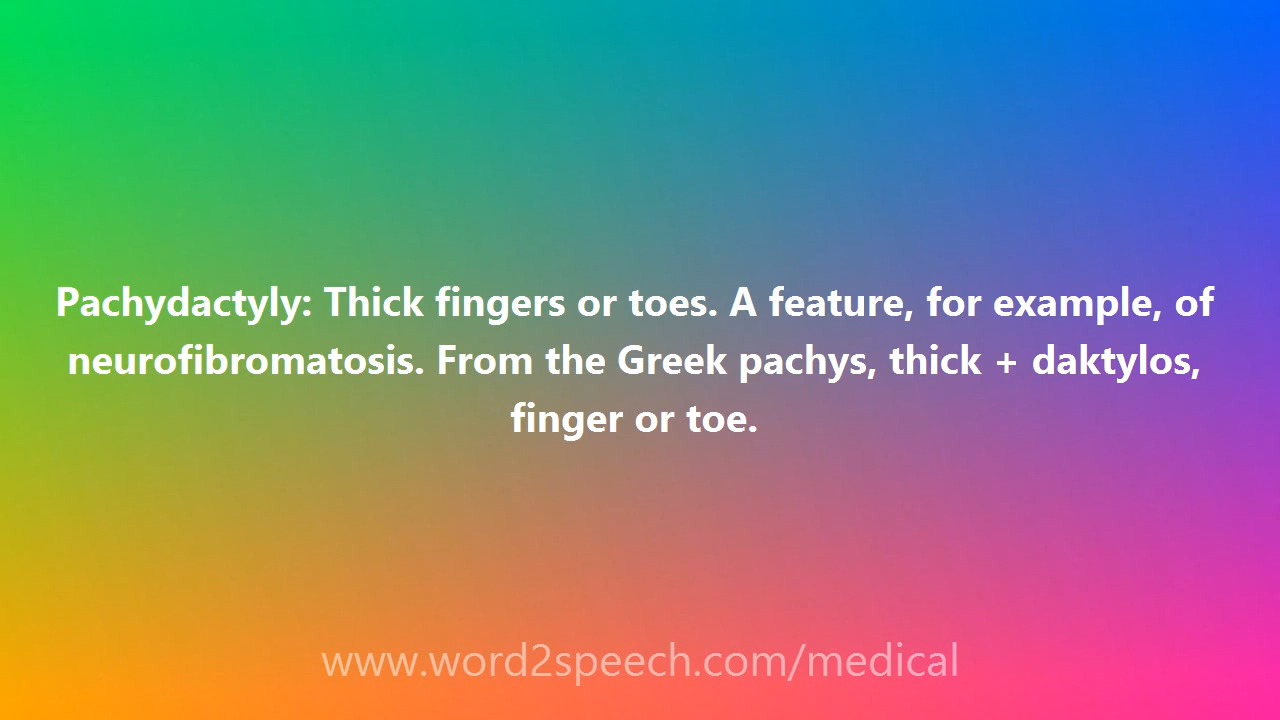 Pachydactyly: Thick fingers or toes. A feature, for example, of
neurofibromatosis. From the Greek pachys, thick + daktylos,
finger or toe.
www.word2speech.com/medical